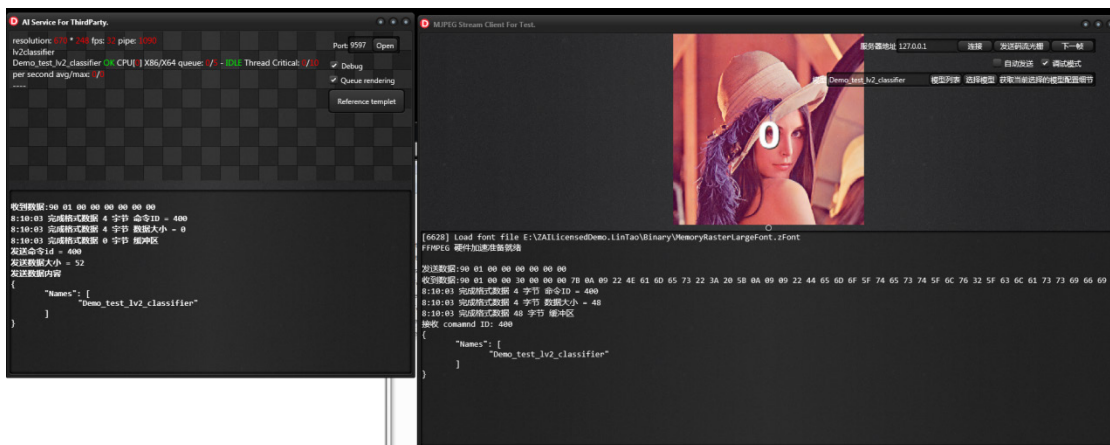 AI Service For ThirdParty.
resolution: 670 * 248 fps: 32 pipe: 1090
lv2classifier
Demo_test_lv2_classifier OK CPU[] X86/X64 queue: 0/0 - IDLE Thread Critical: 0/10
per second avg/max: 0/0
----
Port: 9597 Open
Debug
Queue rendering
Reference templet
收到数据:90 01 00 00 00 00 00 00
8:10:03 完成格式数据 4 字节 命令ID = 400
8:10:03 完成格式数据 4 字节 数据大小 = 0
8:10:03 完成格式数据 0 字节 缓冲区
发送命令id = 400
发送数据大小 = 52
发送数据内容
{
"Names": [
"Demo_test_lv2_classifier"
]
}
MJPEG Stream Client For Test.
服务器地址 127.0.0.1 连接 发送码流光栅 下一帧
自动发送 调试模式
Demo_test_lv2_classifier 模型列表 选择模型 获取当前选择的模型配置细节
0
[6628] Load font file E:\ZAILicensedDemo.LinTao\Binary\MemoryRasterLargeFont.zFont
FFMPEG 硬件加速准备就绪
发送数据:90 01 00 00 00 00 00 00
收到数据:90 01 00 00 30 00 00 00 7B 0A 09 22 4E 61 6D 65 73 22 3A 20 5B 0A 09 09 22 44 65 6D 6F 5F 74 65 73 74 5F 6C 76 32 5F 63 6C 61 73 73 69 66 69
8:10:03 完成格式数据 4 字节 命令ID = 400
8:10:03 完成格式数据 4 字节 数据大小 = 48
8:10:03 完成格式数据 48 字节 缓冲区
接收 comamnd ID: 400
{
"Names": [
"Demo_test_lv2_classifier"
]
}